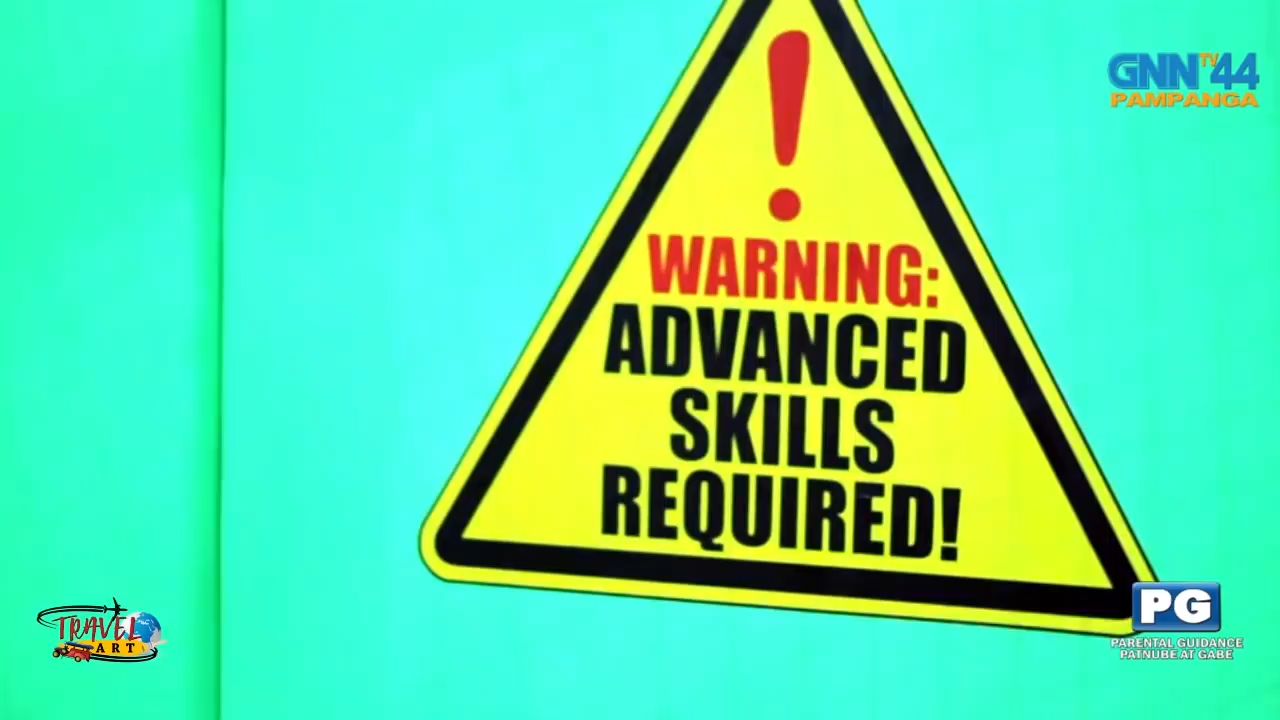 GNN TV 44
PAMPANGA
!
WARNING:
ADVANCED
SKILLS
REQUIRED!
TRAVEL
ART
PG
PARENTAL GUIDANCE
PATNUBE AT GABE